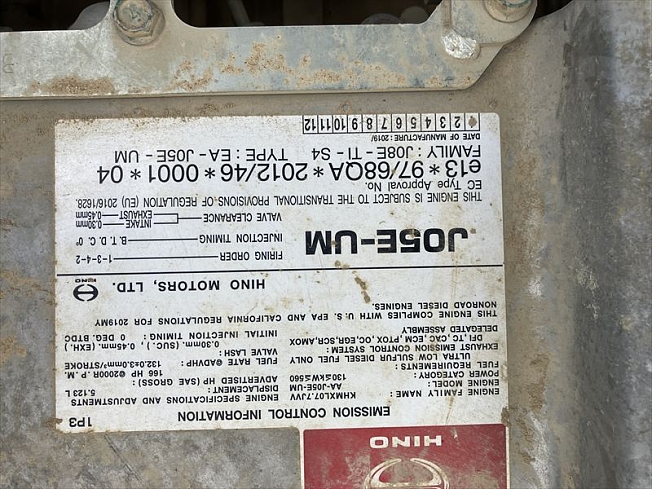 HINO
EMISSION CONTROL INFORMATION 1P3
ENGINE FAMILY NAME : KHMXL07.7JVV
ENGINE MODEL: AA-J05E-UM
POWER CATEGORY 130≤KW≤560
FUEL REQUIREMENTS:
ULTRA LOW SULFUR DIESEL FUEL ONLY
EXHAUST EMISSION CONTROL SYSTEM:
DFI, TC, CAC, ECM, PTOX, OC, EGR, SCR, AMOX
DELEGATED ASSEMBLY
ENGINE SPECIFICATIONS AND ADJUSTMENTS
DISPLACEMENT: 5.123 L
ADVERTISED HP (SAE GROSS) : 166 HP @2000R. P. M.
FUEL RATE @ADVHP : 132.0±3.0mm³/STROKE
VALVE LASH : 0.30mm (SUC.) , 0.45mm (EXH.)
INITIAL INJECTION TIMING : 0 DEG. BTDC
THIS ENGINE COMPLIES WITH U.S. EPA AND CALIFORNIA REGULATIONS FOR 2019MY
NONROAD DIESEL ENGINES.
HINO HINO MOTORS, LTD.
J05E-UM
FIRING ORDER 1-3-4-2
INJECTION TIMING B. T. D. C. 0°
VALVE CLEARANCE INTAKE 0.30mm
EXHAUST 0.45mm
THIS ENGINE IS SUBJECT TO THE TRANSITIONAL PROVISIONS OF REGULATION (EU) 2016/1628.
EC Type Approval No.
e13*97/68QA*2012/46*0001*04
FAMILY : J08E - TI - S4 TYPE : EA - J05E - UM
DATE OF MANUFACTURE : 2019/
2 3 4 5 6 7 8 9 10 11 12